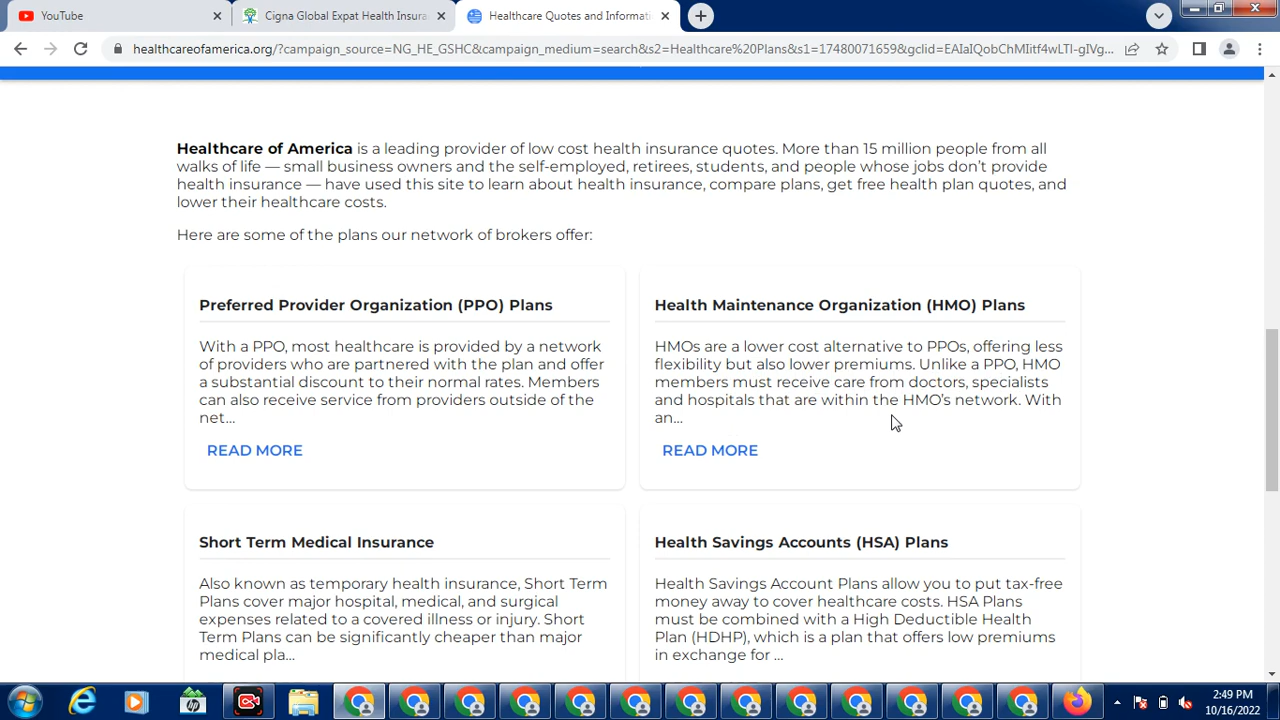 YouTube
Cigna Global Expat Health Insura
Healthcare Quotes and Informati
healthcareofamerica.org/?campaign_source=NG_HE_GSHC&campaign_medium=search&s2=Healthcare%20Plans&s1=17480071659&gclid=EAIaIQobChMIitf4wLTl-gIVg...
Healthcare of America is a leading provider of low cost health insurance quotes. More than 15 million people from all
walks of life — small business owners and the self-employed, retirees, students, and people whose jobs don't provide
health insurance — have used this site to learn about health insurance, compare plans, get free health plan quotes, and
lower their healthcare costs.
Here are some of the plans our network of brokers offer:
Preferred Provider Organization (PPO) Plans
With a PPO, most healthcare is provided by a network
of providers who are partnered with the plan and offer
a substantial discount to their normal rates. Members
can also receive service from providers outside of the
net...
READ MORE
Health Maintenance Organization (HMO) Plans
HMOs are a lower cost alternative to PPOs, offering less
flexibility but also lower premiums. Unlike a PPO, HMO
members must receive care from doctors, specialists
and hospitals that are within the HMO's network. With
an...
READ MORE
Short Term Medical Insurance
Also known as temporary health insurance, Short Term
Plans cover major hospital, medical, and surgical
expenses related to a covered illness or injury. Short
Term Plans can be significantly cheaper than major
medical pla...
Health Savings Accounts (HSA) Plans
Health Savings Account Plans allow you to put tax-free
money away to cover healthcare costs. HSA Plans
must be combined with a High Deductible Health
Plan (HDHP), which is a plan that offers low premiums
in exchange for ...
2:49 PM
10/16/2022